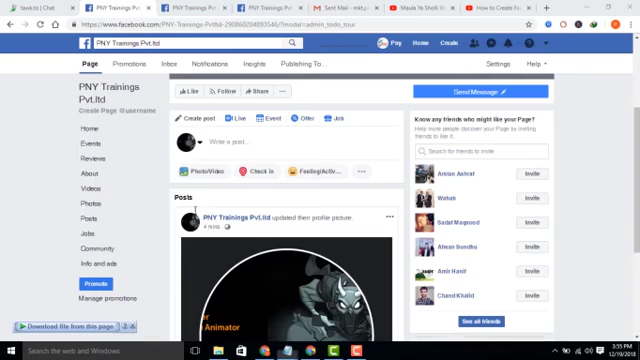 tawk.to | Chat
PNY Trainings Pvt.ltd
PNY Trainings Pvt.ltd
Sent Mail - mktg
Maula Ya Sholli
How to Create Fa
https://www.facebook.com/PNY-Trainings-Pvtltd-290860204893546/?modal=admin_todo_tour
PNY Trainings Pvt.ltd
Pny Home Create
Page Promotions Inbox Notifications Insights Publishing To... Settings Help
PNY Trainings
Pvt.ltd
Create Page @username
Home
Events
Reviews
About
Videos
Photos
Posts
Jobs
Community
Info and ads
Promote
Manage promotions
Download file from this page
Like Follow Share ...
Send Message
Create post Live Event Offer Job
Write a post...
Photo/Video Check in Feeling/Activ... ...
Posts
PNY Trainings Pvt.ltd updated their profile picture.
4 mins
er
Animator
Know any friends who might like your Page?
Help more people discover your Page by inviting
friends to like it.
Search for friends to invite
Arslan Ashraf Invite
Wahab Invite
Sadat Maqsood Invite
Invite
Amir Hanif Invite
Chand Khalid Invite
See all friends
Search the web and Windows
3:55 PM
12/19/2018